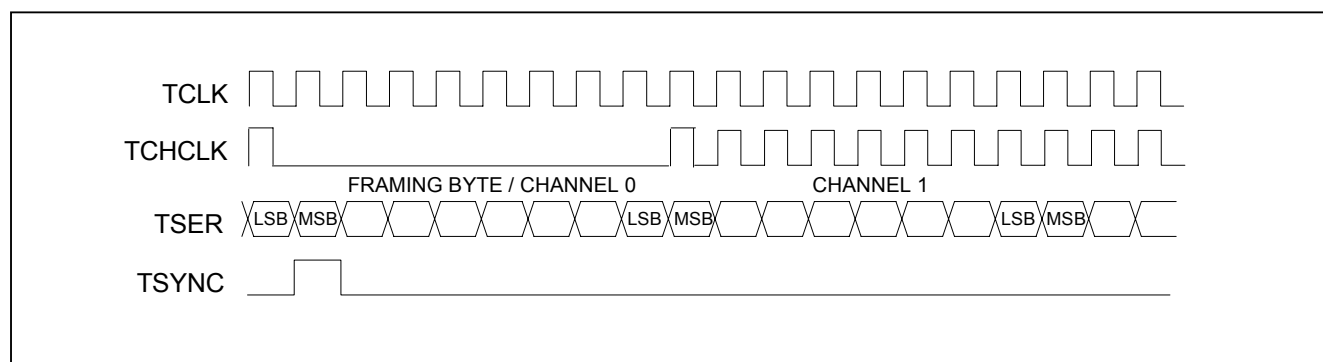 TCLK
TCHCLK
FRAMING BYTE / CHANNEL 0 CHANNEL 1
TSER LSB MSB LSB MSB LSB MSB
TSYNC